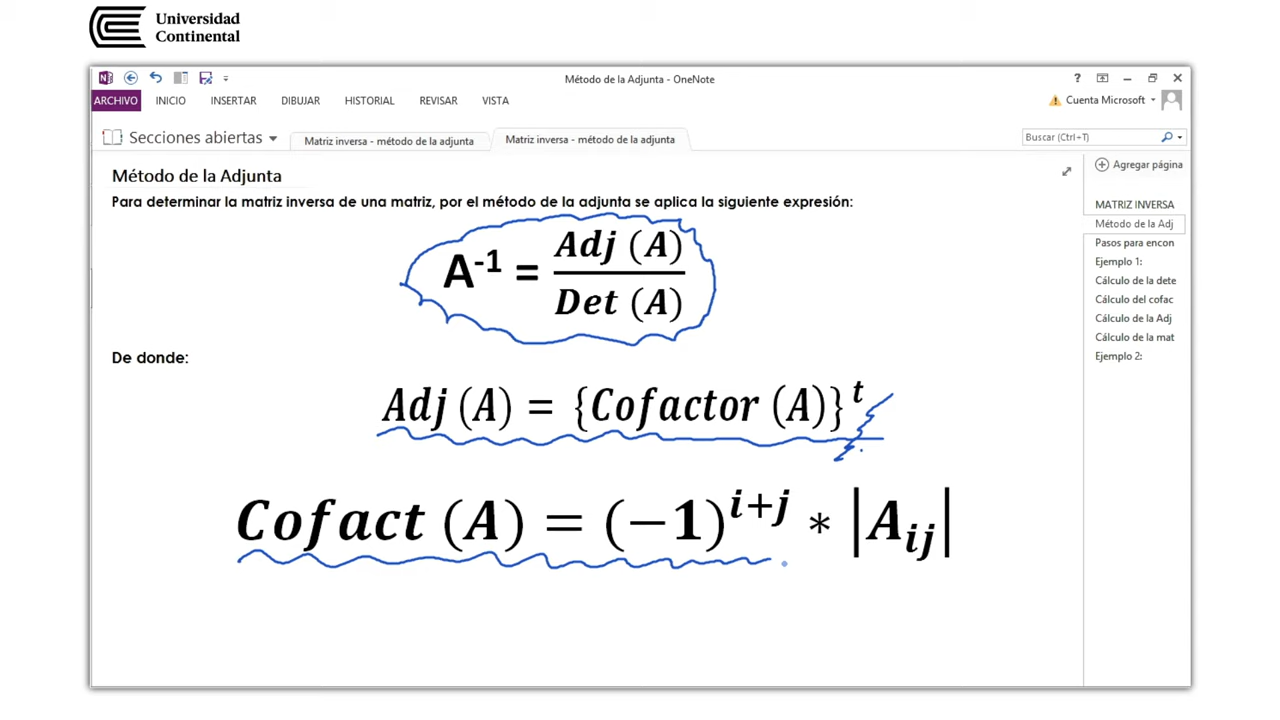 Universidad
Continental
Método de la Adjunta - OneNote
?
ARCHIVO INICIO INSERTAR DIBUJAR HISTORIAL REVISAR VISTA
Cuenta Microsoft
Secciones abiertas
Matriz inversa - método de la adjunta
Matriz inversa - método de la adjunta
Buscar (Ctrl+T)
Método de la Adjunta
Para determinar la matriz inversa de una matriz, por el método de la adjunta se aplica la siguiente expresión:
A⁻¹ = Adj (A) / Det (A)
De donde:
Adj (A) = {Cofactor (A)}ᵗ
Cofact (A) = (−1)ⁱ⁺ʲ * |Aᵢⱼ|
Agregar página
MATRIZ INVERSA
Método de la Adj
Pasos para encon
Ejemplo 1:
Cálculo de la dete
Cálculo del cofac
Cálculo de la Adj
Cálculo de la mat
Ejemplo 2: